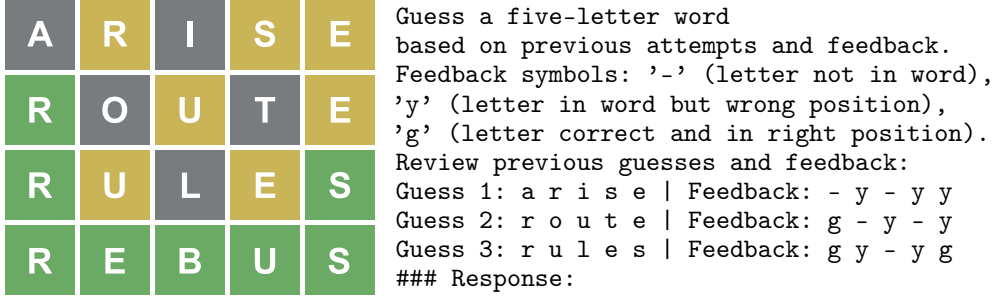 A R I S E
R O U T E
R U L E S
R E B U S
Guess a five-letter word
based on previous attempts and feedback.
Feedback symbols: '-' (letter not in word),
'y' (letter in word but wrong position),
'g' (letter correct and in right position).
Review previous guesses and feedback:
Guess 1: a r i s e | Feedback: - y - y y
Guess 2: r o u t e | Feedback: g - y - y
Guess 3: r u l e s | Feedback: g y - y g
### Response: